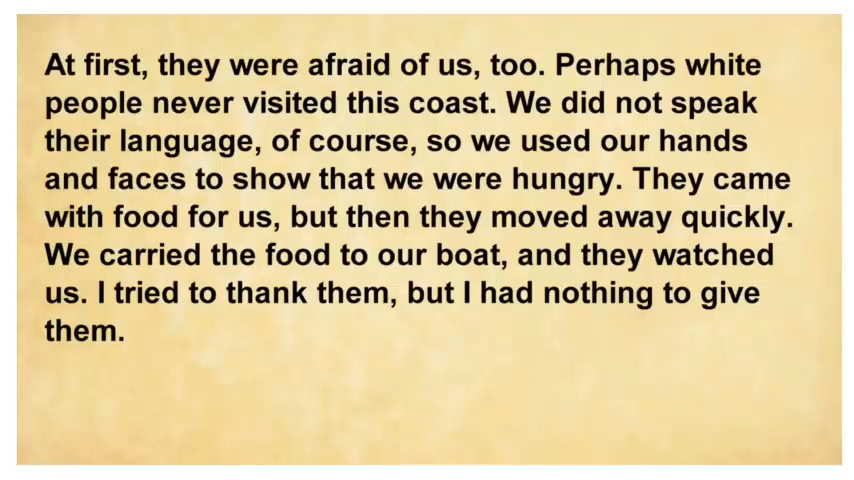 At first, they were afraid of us, too. Perhaps white
people never visited this coast. We did not speak
their language, of course, so we used our hands
and faces to show that we were hungry. They came
with food for us, but then they moved away quickly.
We carried the food to our boat, and they watched
us. I tried to thank them, but I had nothing to give
them.